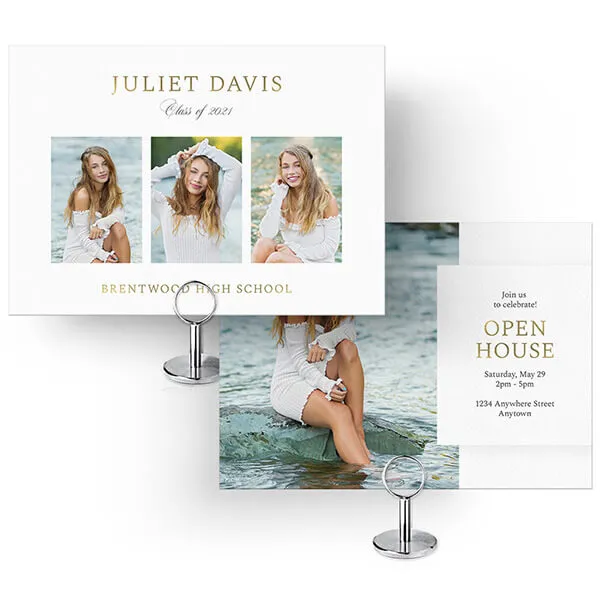 JULIET DAVIS
Class of 2021
BRENTWOOD HIGH SCHOOL
Join us
to celebrate!
OPEN
HOUSE
Saturday, May 29
2pm - 5pm
1234 Anywhere Street
Anytown